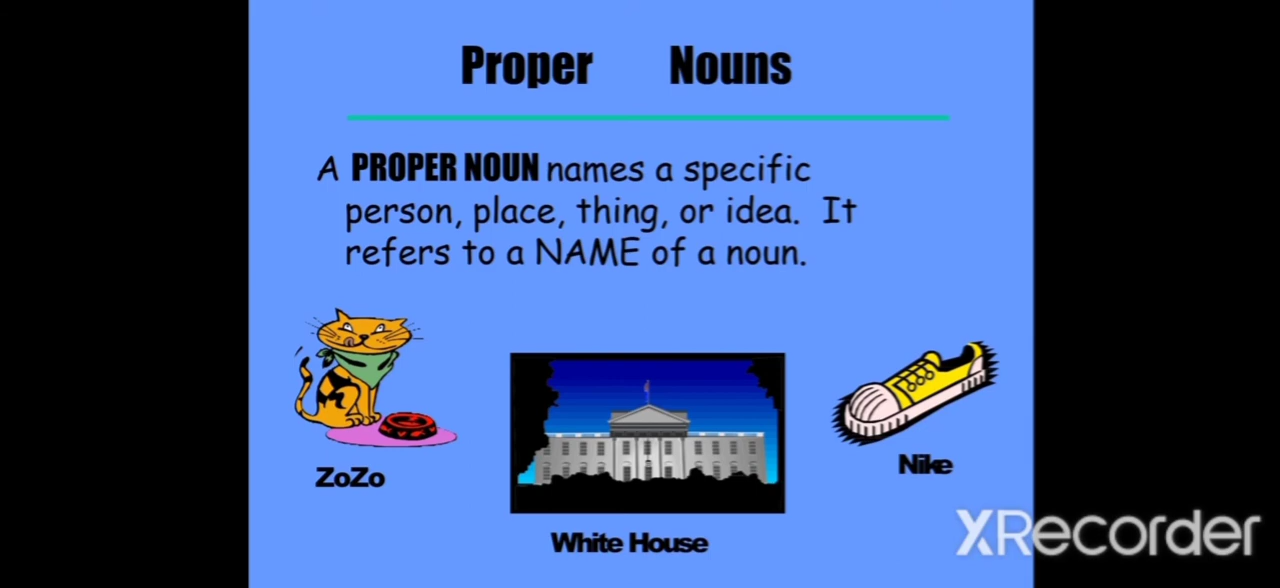 Proper Nouns
A PROPER NOUN names a specific
person, place, thing, or idea. It
refers to a NAME of a noun.
ZoZo
White House
Nike
XRecorder